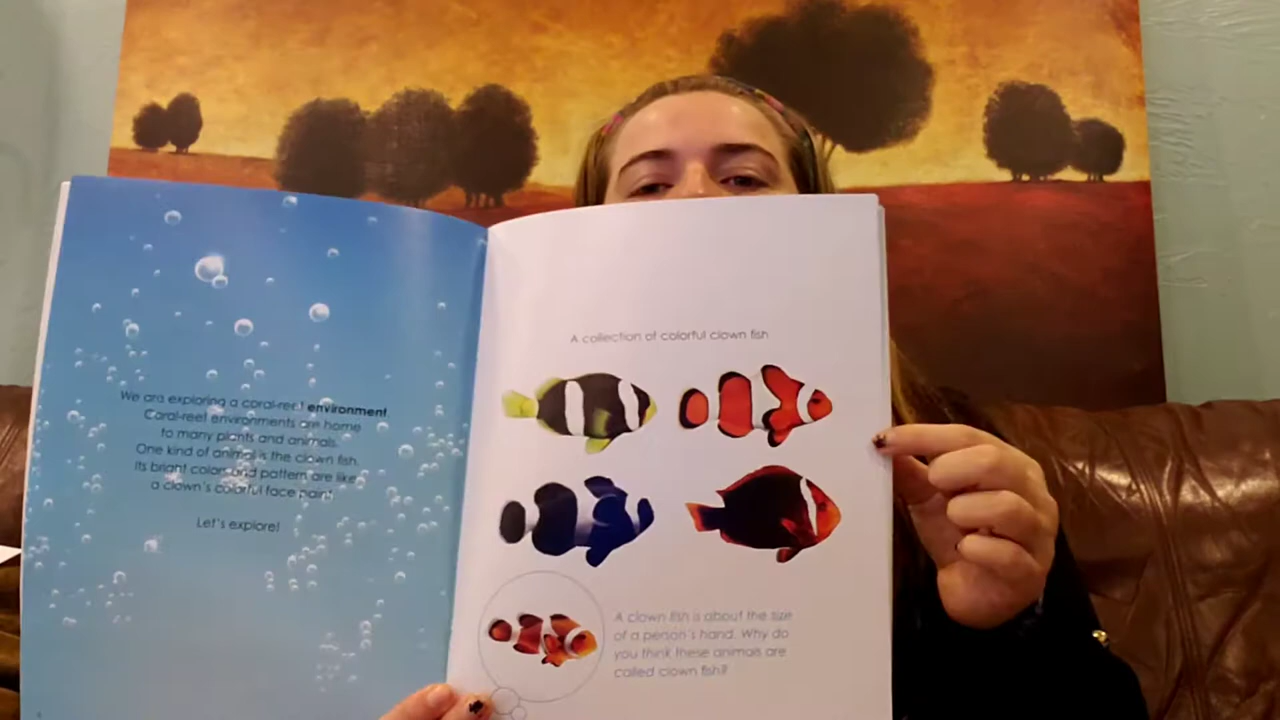 We are exploring a coral-reef environment.
Coral-reef environments are home
to many plants and animals.
One kind of animal is the clown fish.
Its bright colors and pattern are like
a clown's colorful face paint.
Let's explore!
A collection of colorful clown fish
A clown fish is about the size
of a person's hand. Why do
you think these animals are
called clown fish?